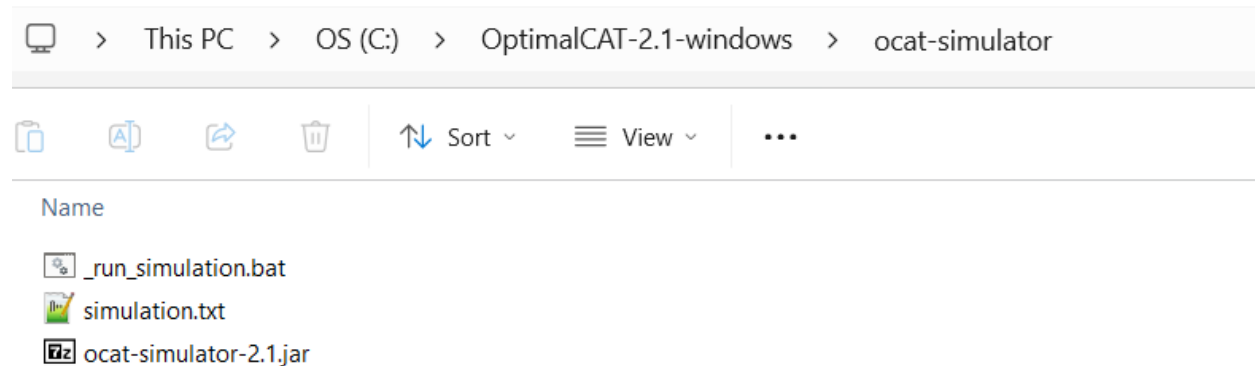 > This PC > OS (C:) > OptimalCAT-2.1-windows > ocat-simulator
A Sort View ...
Name
_run_simulation.bat
simulation.txt
7z ocat-simulator-2.1.jar